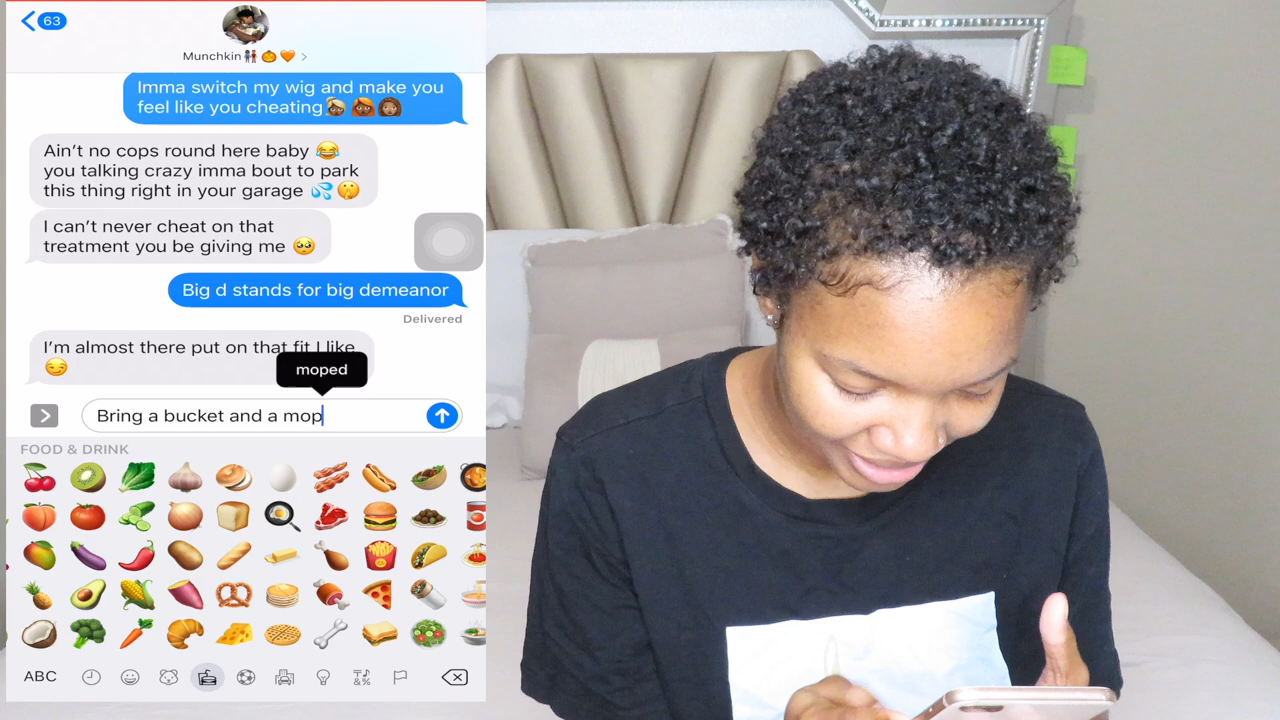 63
Munchkin👫🎃🧡 >
Imma switch my wig and make you
feel like you cheating👩🏽‍🦳👩🏾‍🦰👩🏽
Ain’t no cops round here baby 😂
you talking crazy imma bout to park
this thing right in your garage 💦🤫
I can’t never cheat on that
treatment you be giving me 🥺
Big d stands for big demeanor
Delivered
I’m almost there put on that fit I like
😏
moped
Bring a bucket and a mop
FOOD & DRINK
ABC